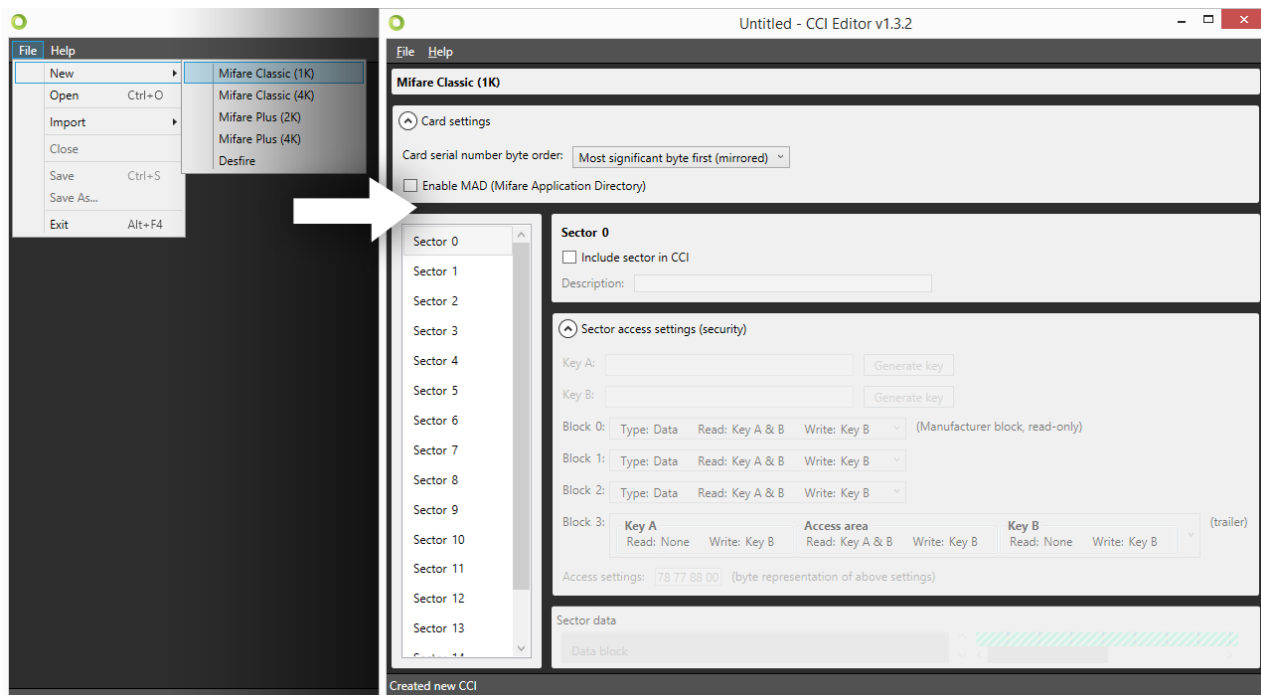 File Help
New
Open Ctrl+O
Import
Close
Save Ctrl+S
Save As...
Exit Alt+F4
Mifare Classic (1K)
Mifare Classic (4K)
Mifare Plus (2K)
Mifare Plus (4K)
Desfire
Untitled - CCI Editor v1.3.2
File Help
Mifare Classic (1K)
Card settings
Card serial number byte order: Most significant byte first (mirrored)
Enable MAD (Mifare Application Directory)
Sector 0
Sector 1
Sector 2
Sector 3
Sector 4
Sector 5
Sector 6
Sector 7
Sector 8
Sector 9
Sector 10
Sector 11
Sector 12
Sector 13
Sector 0
Include sector in CCI
Description:
Sector access settings (security)
Key A: Generate key
Key B: Generate key
Block 0: Type: Data Read: Key A & B Write: Key B (Manufacturer block, read-only)
Block 1: Type: Data Read: Key A & B Write: Key B
Block 2: Type: Data Read: Key A & B Write: Key B
Block 3: Key A Access area Key B (trailer)
Read: None Write: Key B Read: Key A & B Write: Key B Read: None Write: Key B
Access settings: 78 77 88 00 (byte representation of above settings)
Sector data
Data block
Created new CCI